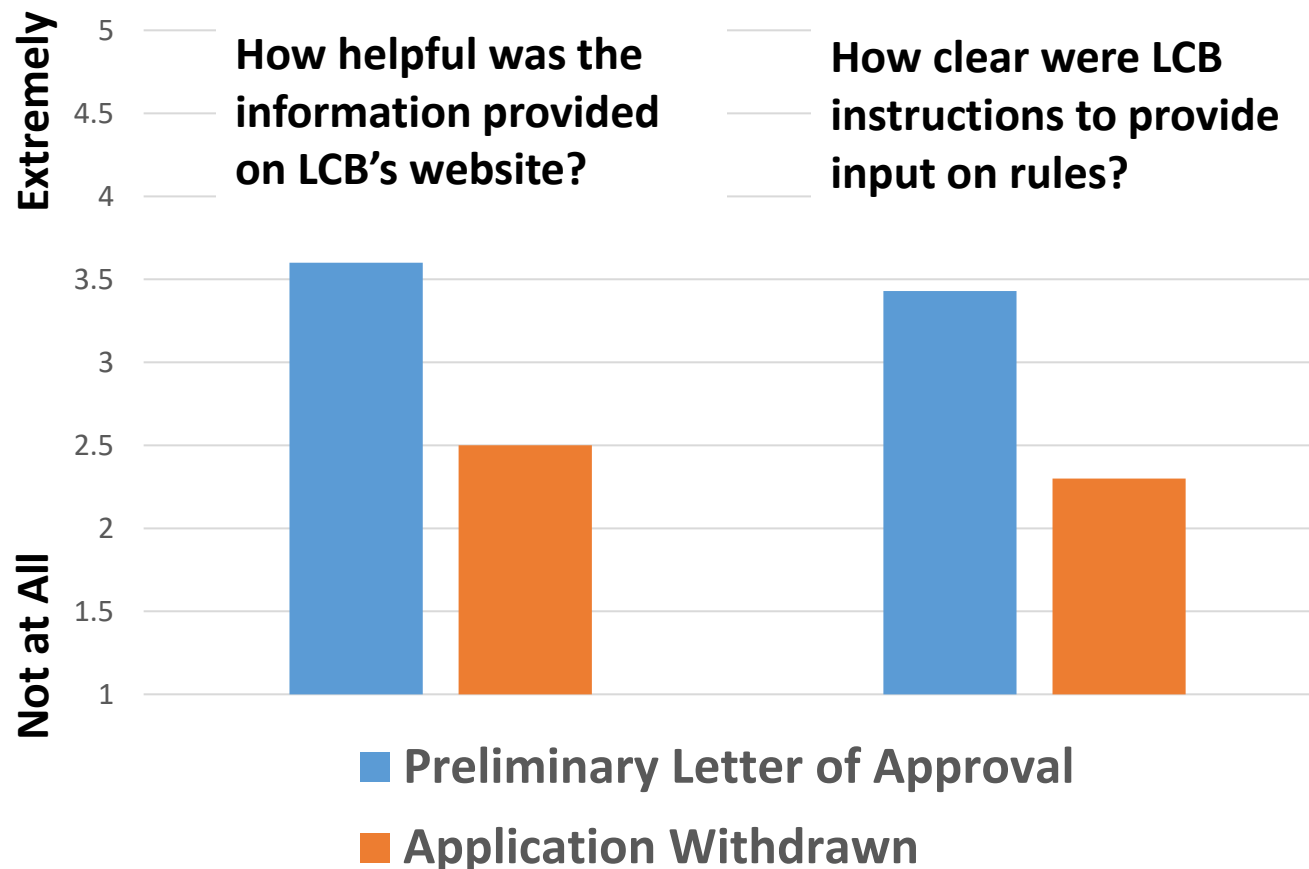 Extremely
Not at All
5
4.5
4
3.5
3
2.5
2
1.5
1
How helpful was the
information provided
on LCB’s website?
How clear were LCB
instructions to provide
input on rules?
Preliminary Letter of Approval
Application Withdrawn